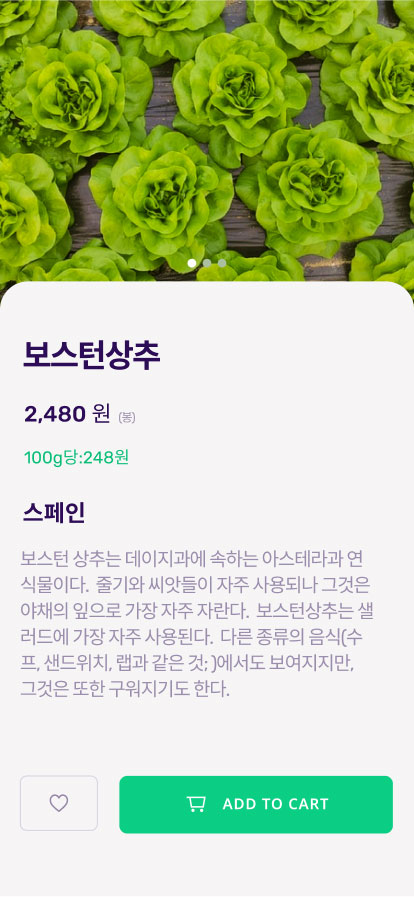 보스턴상추
2,480 원 (봉)
100g당:248원
스페인
보스턴 상추는 데이지과에 속하는 아스테라과 연
식물이다. 줄기와 씨앗들이 자주 사용되나 그것은
야채의 잎으로 가장 자주 자란다. 보스턴상추는 샐
러드에 가장 자주 사용된다. 다른 종류의 음식(수
프, 샌드위치, 랩과 같은 것; )에서도 보여지지만,
그것은 또한 구워지기도 한다.
ADD TO CART